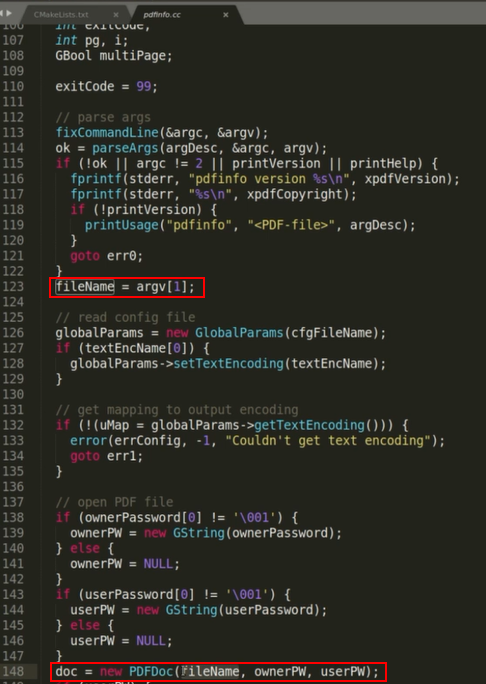 CMakeLists.txt × pdfinfo.cc ×
106 int exitCode;
107 int pg, i;
108 GBool multiPage;
109
110 exitCode = 99;
111
112 // parse args
113 fixCommandLine(&argc, &argv);
114 ok = parseArgs(argDesc, &argc, argv);
115 if (!ok || argc != 2 || printVersion || printHelp) {
116 fprintf(stderr, "pdfinfo version %s\n", xpdfVersion);
117 fprintf(stderr, "%s\n", xpdfCopyright);
118 if (!printVersion) {
119 printUsage("pdfinfo", "<PDF-file>", argDesc);
120 }
121 goto err0;
122 }
123 fileName = argv[1];
124
125 // read config file
126 globalParams = new GlobalParams(cfgFileName);
127 if (textEncName[0]) {
128 globalParams->setTextEncoding(textEncName);
129 }
130
131 // get mapping to output encoding
132 if (!(uMap = globalParams->getTextEncoding())) {
133 error(errConfig, -1, "Couldn't get text encoding");
134 goto err1;
135 }
136
137 // open PDF file
138 if (ownerPassword[0] != '\001') {
139 ownerPW = new GString(ownerPassword);
140 } else {
141 ownerPW = NULL;
142 }
143 if (userPassword[0] != '\001') {
144 userPW = new GString(userPassword);
145 } else {
146 userPW = NULL;
147 }
148 doc = new PDFDoc(fileName, ownerPW, userPW);